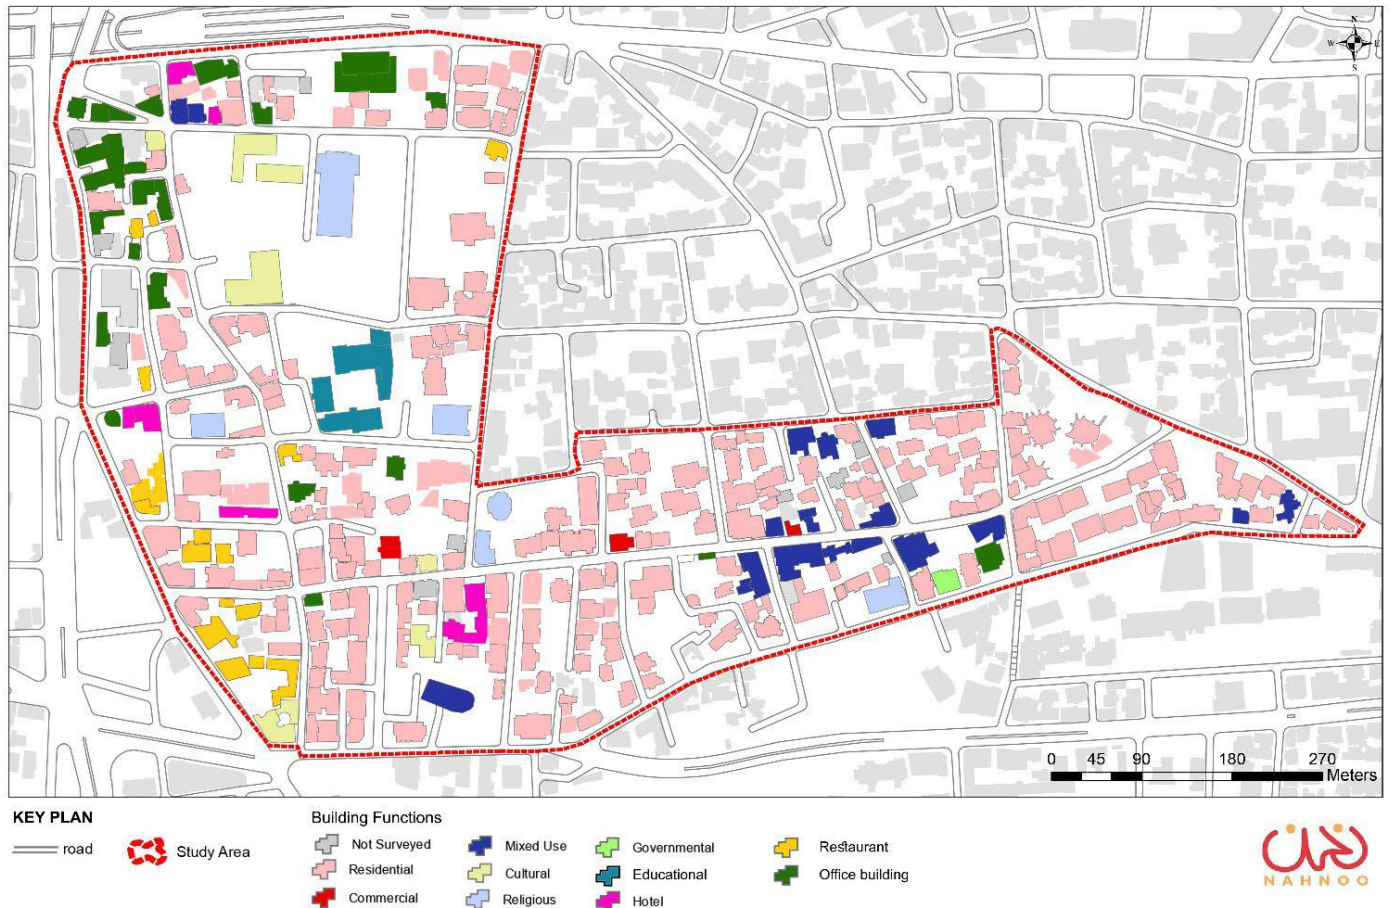 N
W E
S
0 45 90 180 270
Meters
KEY PLAN
road
Study Area
Building Functions
Not Surveyed
Residential
Commercial
Mixed Use
Cultural
Religious
Governmental
Educational
Hotel
Restaurant
Office building
نحن
NAHNOO